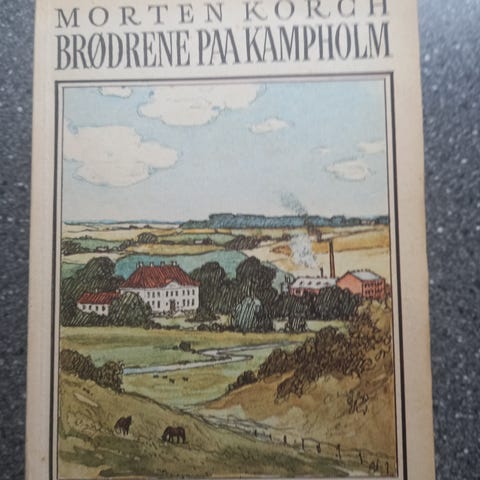 MORTEN KORCH
BRØDRENE PAA KAMPHOLM